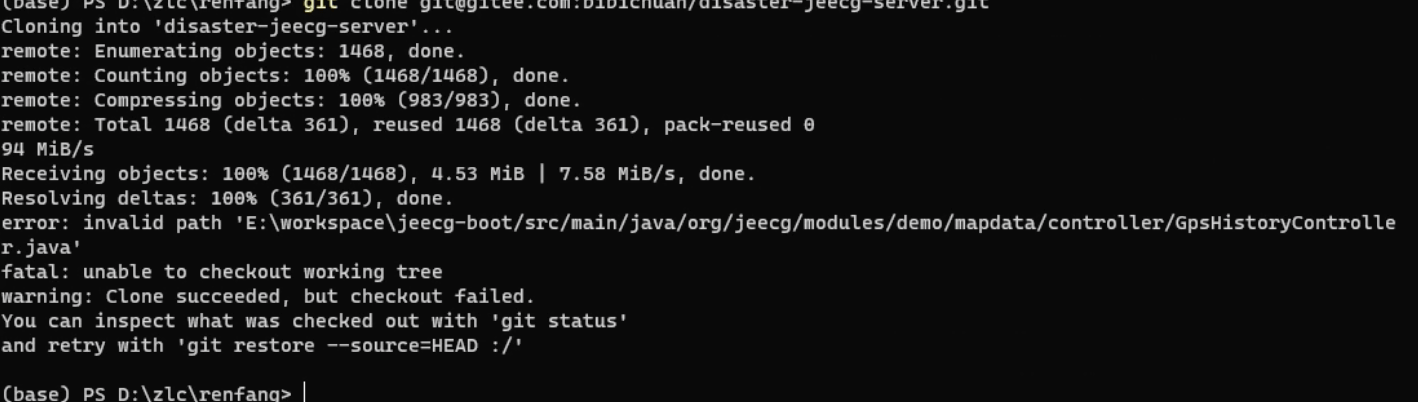 (base) PS D:\zlc\renfang> git clone git@gitee.com:bibichuan/disaster-jeecg-server.git
Cloning into 'disaster-jeecg-server'...
remote: Enumerating objects: 1468, done.
remote: Counting objects: 100% (1468/1468), done.
remote: Compressing objects: 100% (983/983), done.
remote: Total 1468 (delta 361), reused 1468 (delta 361), pack-reused 0
94 MiB/s
Receiving objects: 100% (1468/1468), 4.53 MiB | 7.58 MiB/s, done.
Resolving deltas: 100% (361/361), done.
error: invalid path 'E:\workspace\jeecg-boot/src/main/java/org/jeecg/modules/demo/mapdata/controller/GpsHistoryControlle
r.java'
fatal: unable to checkout working tree
warning: Clone succeeded, but checkout failed.
You can inspect what was checked out with 'git status'
and retry with 'git restore --source=HEAD :/'
(base) PS D:\zlc\renfang>